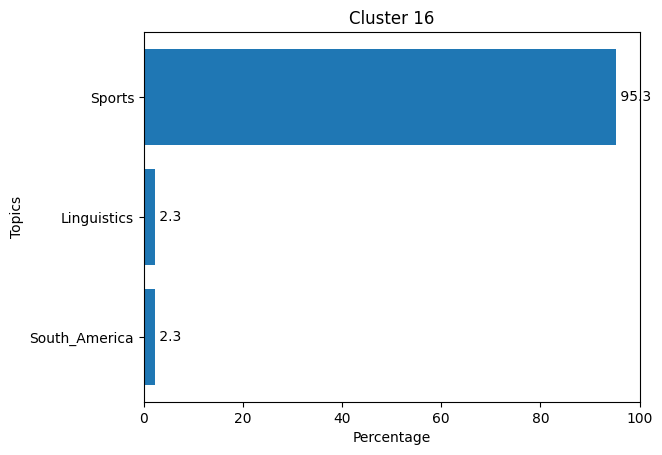 Cluster 16
Sports
95.3
Linguistics
2.3
South_America
2.3
Topics
0 20 40 60 80 100
Percentage